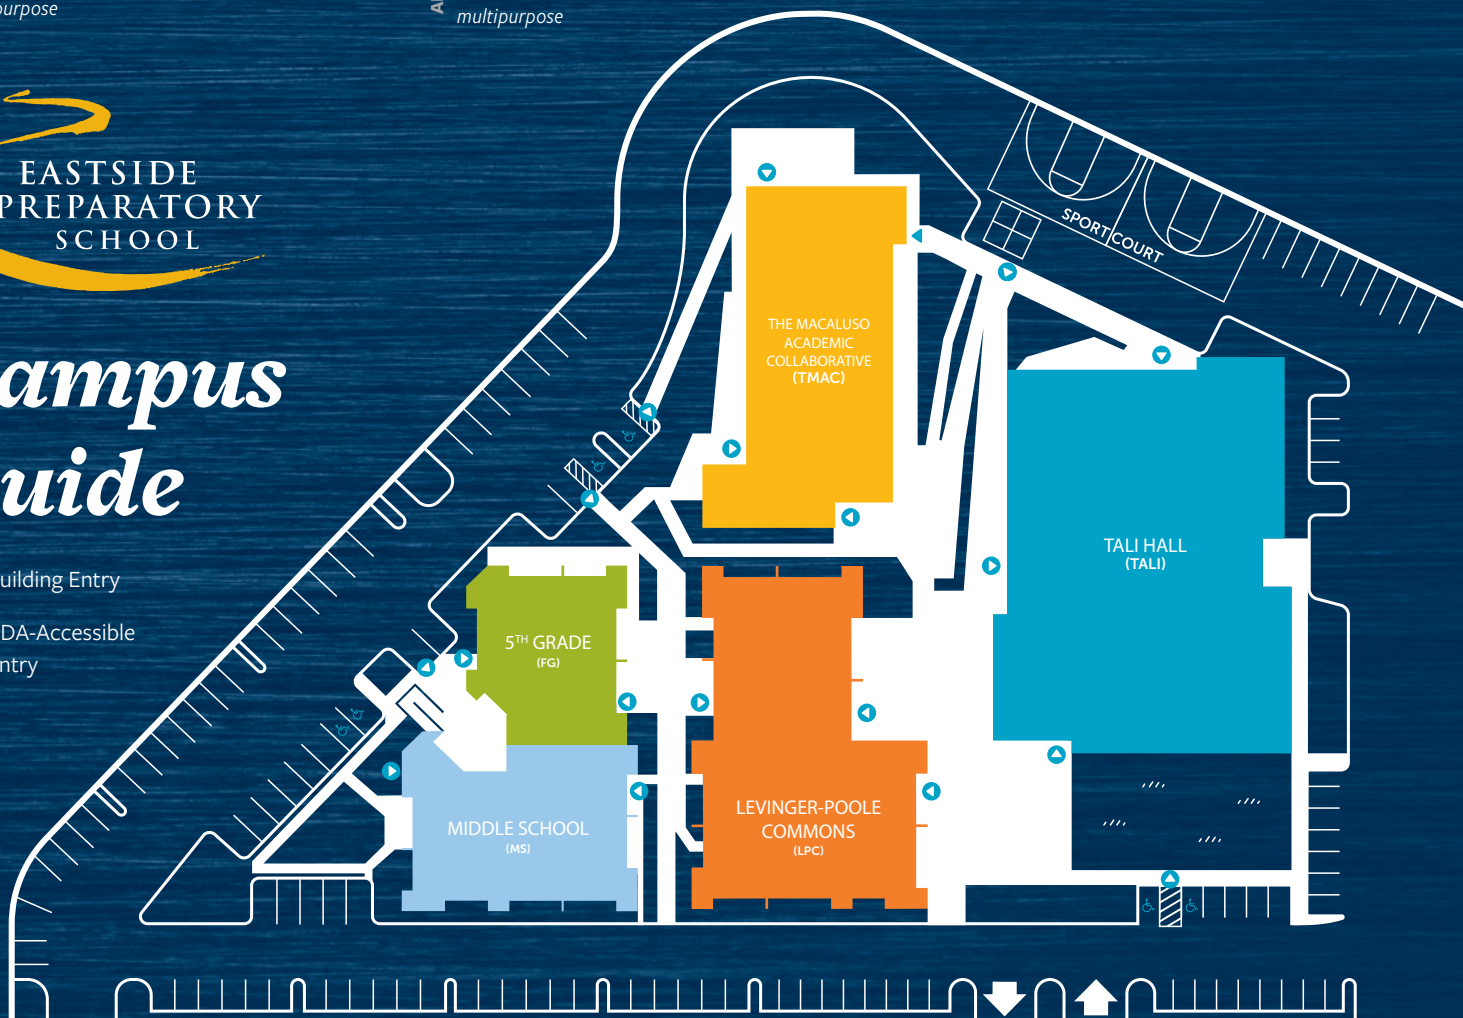 urpose
multipurpose
EASTSIDE
PREPARATORY
SCHOOL
ampus
uide
uilding Entry
DA-Accessible
ntry
SPORT COURT
THE MACALUSO
ACADEMIC
COLLABORATIVE
(TMAC)
TALI HALL
(TALI)
5TH GRADE
(FG)
MIDDLE SCHOOL
(MS)
LEVINGER-POOLE
COMMONS
(LPC)